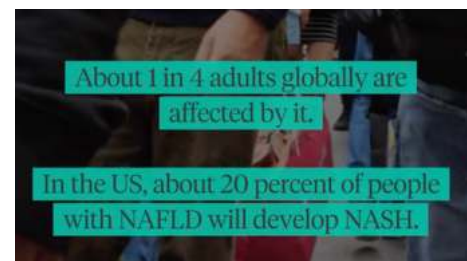 About 1 in 4 adults globally are
affected by it.
In the US, about 20 percent of people
with NAFLD will develop NASH.